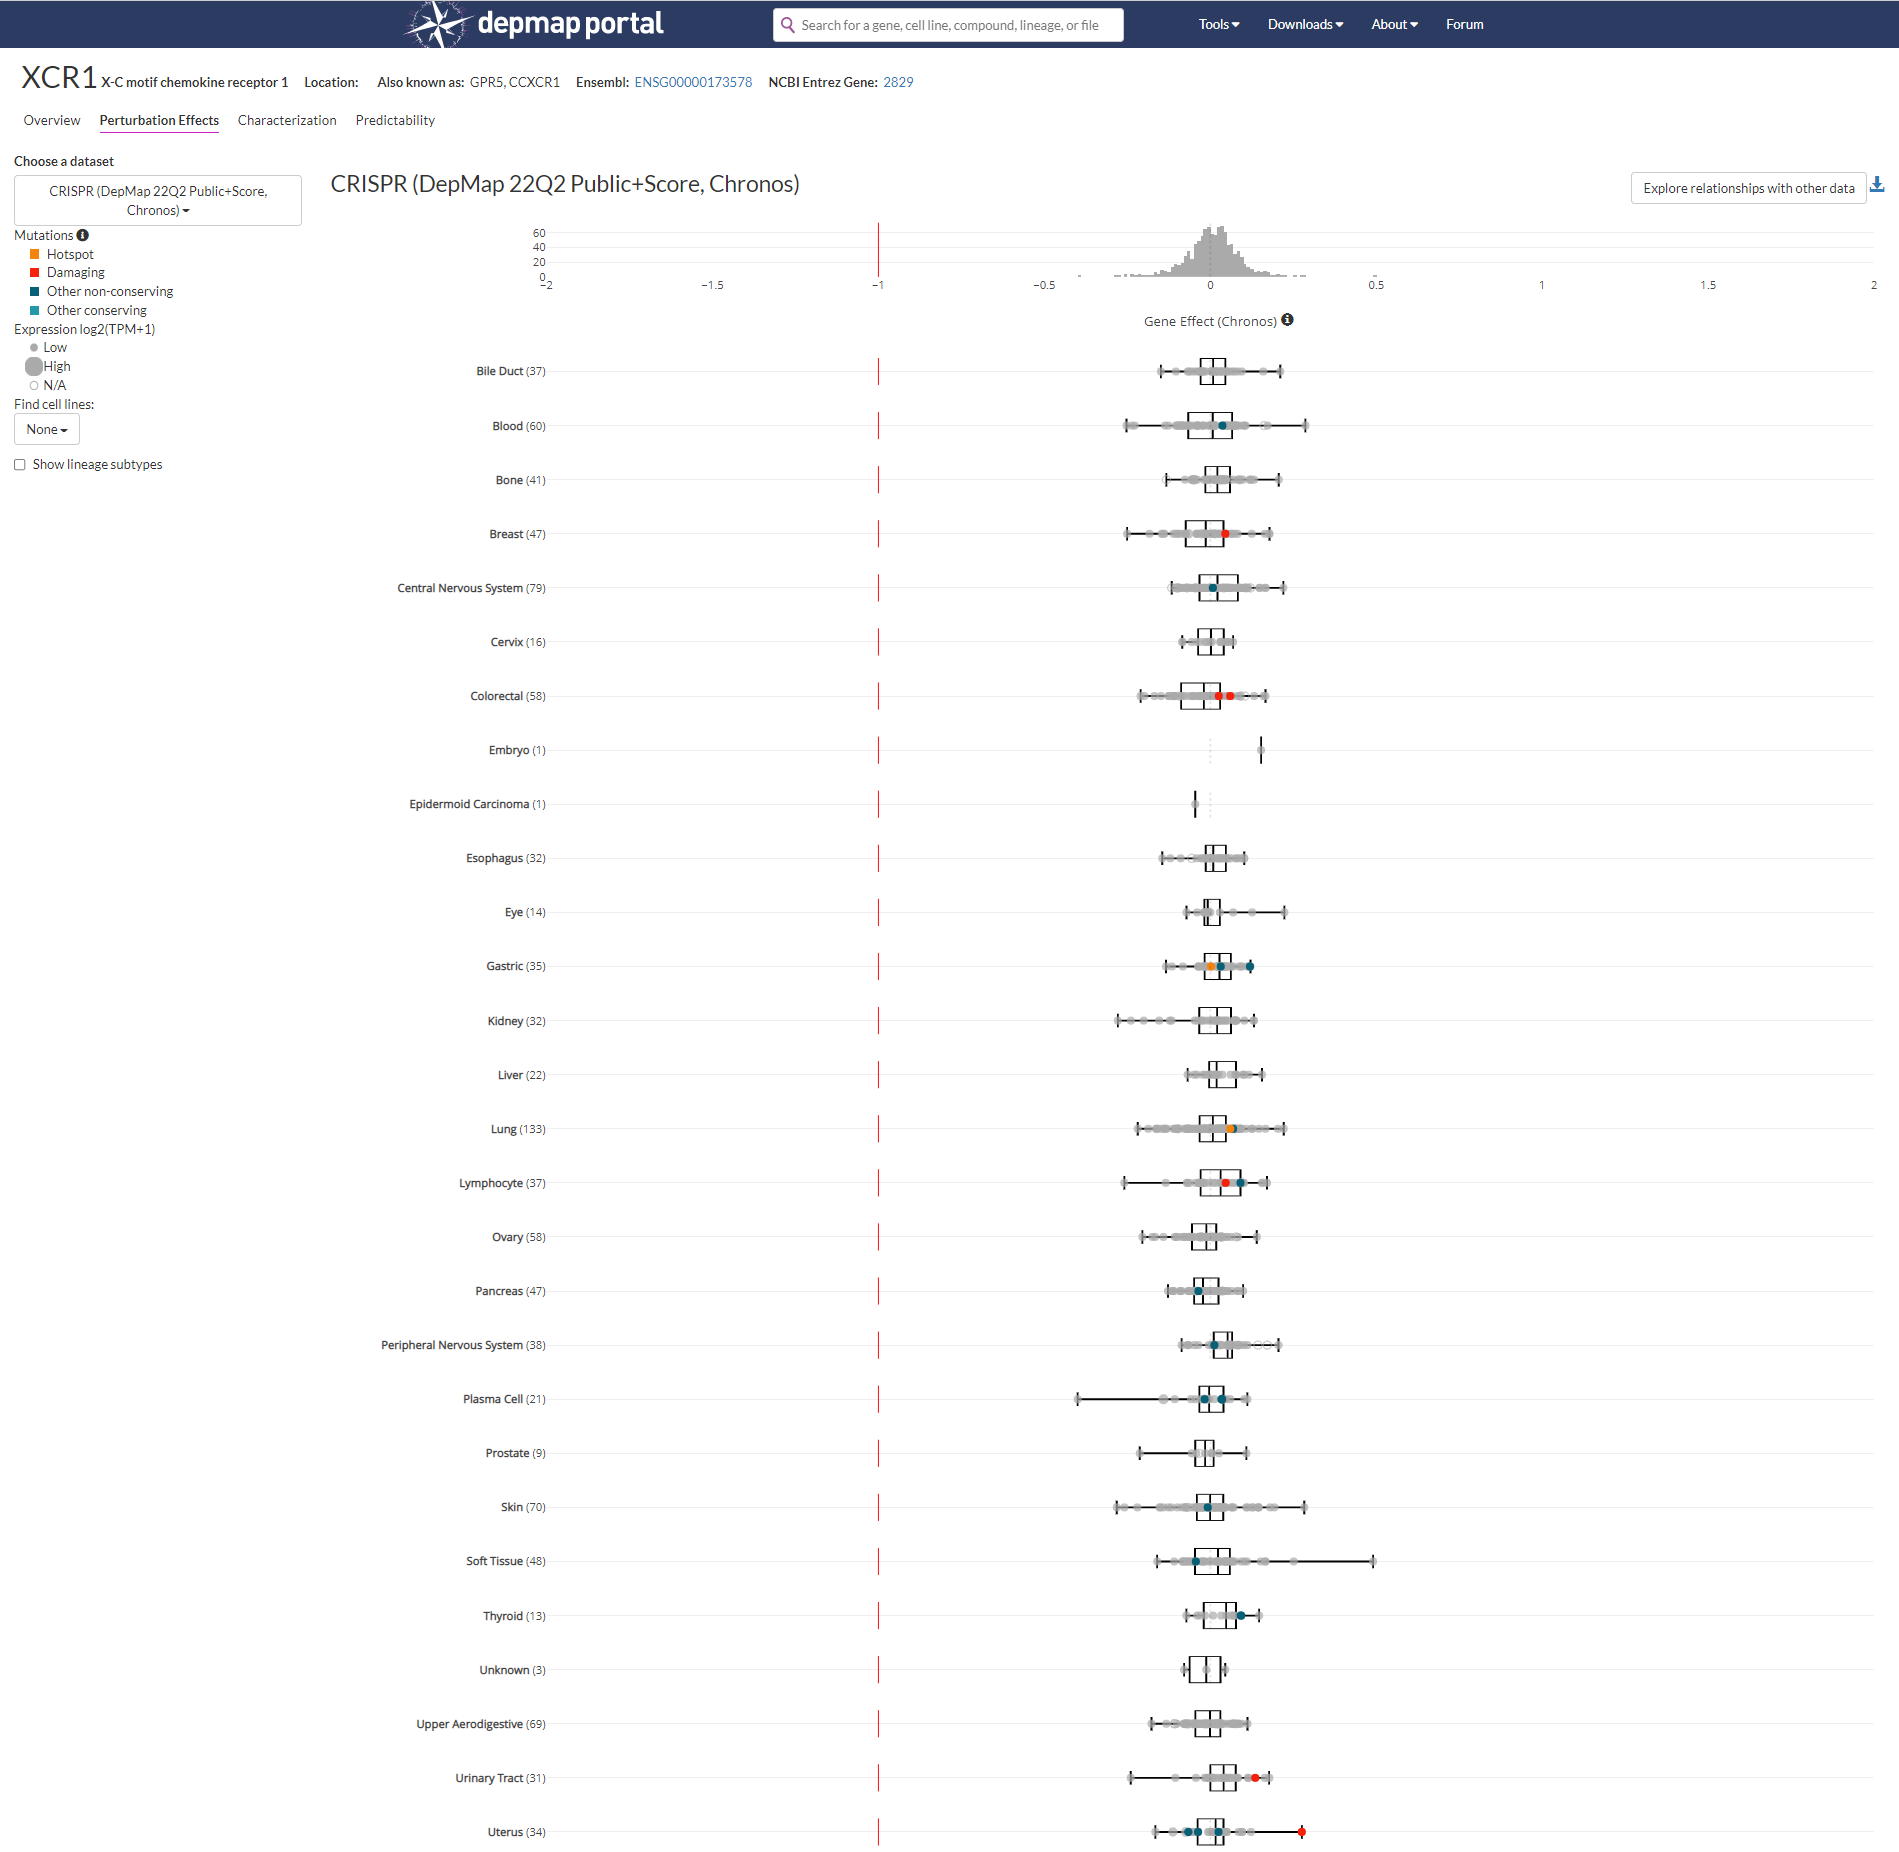 depmap portal
Search for a gene, cell line, compound, lineage, or file
Tools Downloads About Forum
XCR1 X-C motif chemokine receptor 1 Location: Also known as: GPR5, CCXCR1 Ensembl: ENSG00000173578 NCBI Entrez Gene: 2829
Overview Perturbation Effects Characterization Predictability
Choose a dataset
CRISPR (DepMap 22Q2 Public+Score,
Chronos)
Mutations
Hotspot
Damaging
Other non-conserving
Other conserving
Expression log2(TPM+1)
Low
High
N/A
Find cell lines:
None
Show lineage subtypes
CRISPR (DepMap 22Q2 Public+Score, Chronos)
Explore relationships with other data
60
40
20
0
−2 −1.5 −1 −0.5 0 0.5 1 1.5 2
Gene Effect (Chronos)
Bile Duct (37)
Blood (60)
Bone (41)
Breast (47)
Central Nervous System (79)
Cervix (16)
Colorectal (58)
Embryo (1)
Epidermoid Carcinoma (1)
Esophagus (32)
Eye (14)
Gastric (35)
Kidney (32)
Liver (22)
Lung (133)
Lymphocyte (37)
Ovary (58)
Pancreas (47)
Peripheral Nervous System (38)
Plasma Cell (21)
Prostate (9)
Skin (70)
Soft Tissue (48)
Thyroid (13)
Unknown (3)
Upper Aerodigestive (69)
Urinary Tract (31)
Uterus (34)